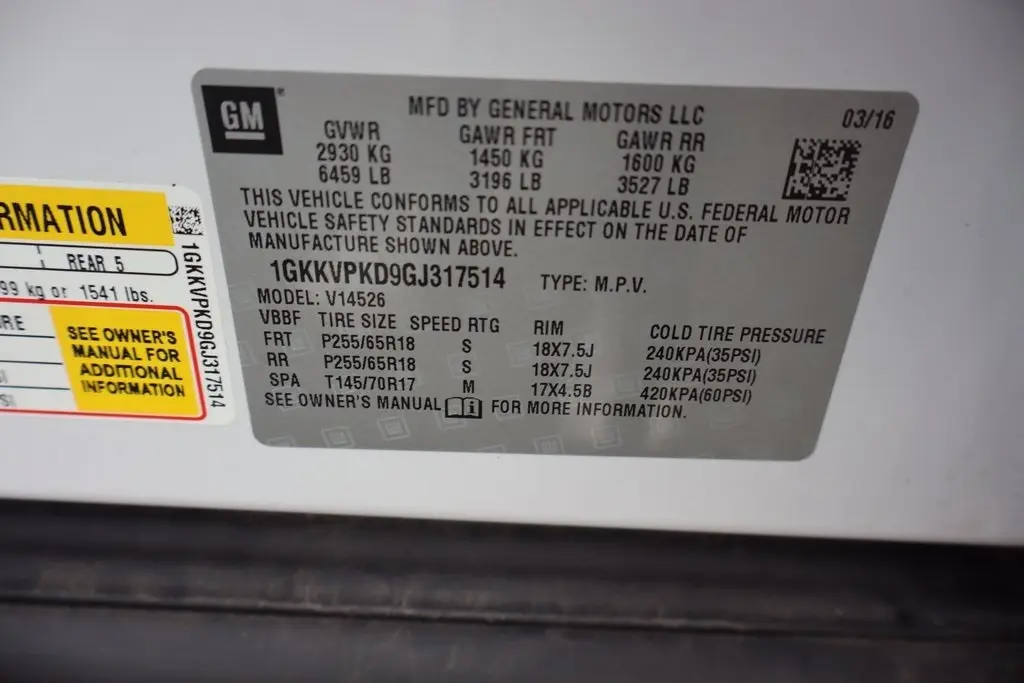 GM
MFD BY GENERAL MOTORS LLC
03/16
GVWR GAWR FRT GAWR RR
2930 KG 1450 KG 1600 KG
6459 LB 3196 LB 3527 LB
THIS VEHICLE CONFORMS TO ALL APPLICABLE U.S. FEDERAL MOTOR
VEHICLE SAFETY STANDARDS IN EFFECT ON THE DATE OF
MANUFACTURE SHOWN ABOVE.
1GKKVPKD9GJ317514 TYPE: M.P.V.
MODEL: V14526
VBBF TIRE SIZE SPEED RTG RIM COLD TIRE PRESSURE
FRT P255/65R18 S 18X7.5J 240KPA(35PSI)
RR P255/65R18 S 18X7.5J 240KPA(35PSI)
SPA T145/70R17 M 17X4.5B 420KPA(60PSI)
SEE OWNER'S MANUAL FOR MORE INFORMATION.
RMATION
REAR 5
99 kg or 1541 lbs.
RE
SEE OWNER'S
MANUAL FOR
ADDITIONAL
INFORMATION
1GKKVPKD9GJ317514